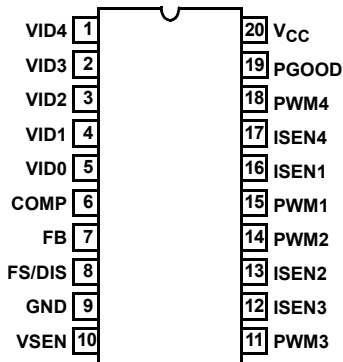 VID4 1 20 VCC
VID3 2 19 PGOOD
VID2 3 18 PWM4
VID1 4 17 ISEN4
VID0 5 16 ISEN1
COMP 6 15 PWM1
FB 7 14 PWM2
FS/DIS 8 13 ISEN2
GND 9 12 ISEN3
VSEN 10 11 PWM3